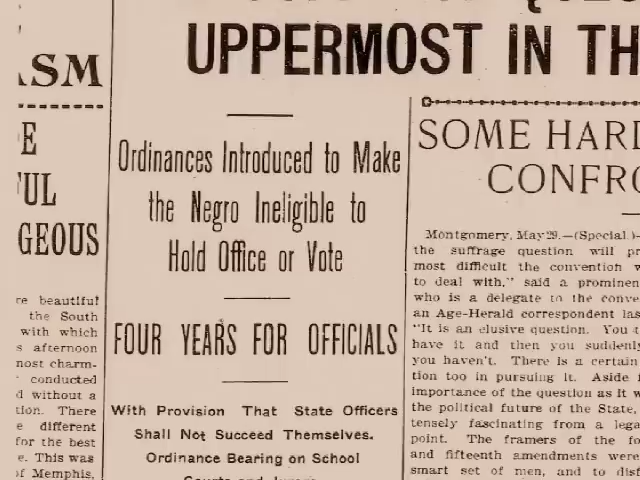 UPPERMOST IN TH
SM
E
UL
GEOUS
re beautiful
the South
with which
s afternoon
most charm-
conducted
d without a
tion. There
e different
for the best
e. This was
of Memphis,
Ordinances Introduced to Make
the Negro Ineligible to
Hold Office or Vote
FOUR YEARS FOR OFFICIALS
With Provision That State Officers
Shall Not Succeed Themselves.
Ordinance Bearing on School
SOME HARD
CONFRO
Montgomery, May 29.—(Special.)—
the suffrage question will pr
most difficult the convention w
to deal with," said a prominen
who is a delegate to the conve
an Age-Herald correspondent las
"It is an elusive question. You t
have it and then you suddenly
you haven't. There is a certain
tion too in pursuing it. Aside f
importance of the question as it w
the political future of the State,
tensely fascinating from a lega
point. The framers of the fo
and fifteenth amendments were
smart set of men, and to disf